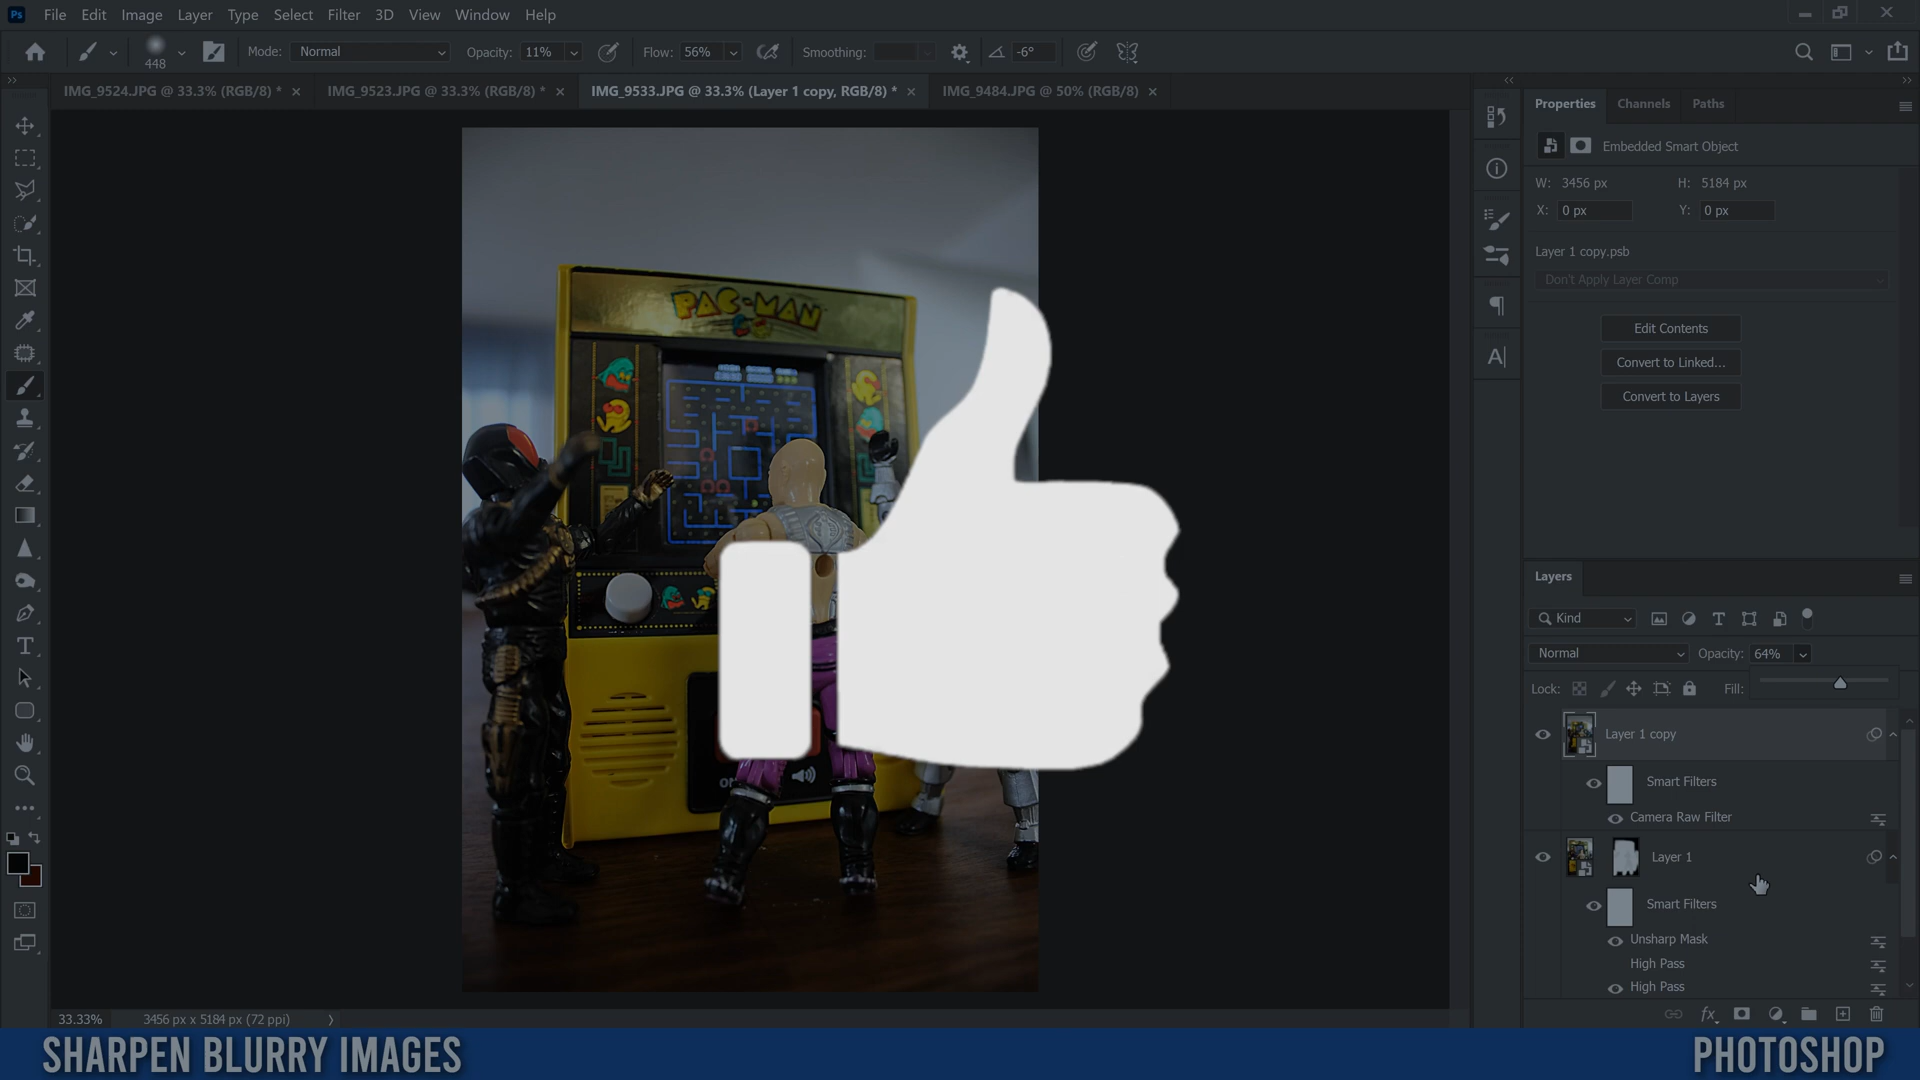 Ps File Edit Image Layer Type Select Filter 3D View Window Help
448 Mode: Normal Opacity: 11% Flow: 56% Smoothing: -6°
IMG_9524.JPG @ 33.3% (RGB/8) * × IMG_9523.JPG @ 33.3% (RGB/8) * × IMG_9533.JPG @ 33.3% (Layer 1 copy, RGB/8) * × IMG_9484.JPG @ 50% (RGB/8) ×
Properties Channels Paths
Embedded Smart Object
W: 3456 px H: 5184 px
X: 0 px Y: 0 px
Layer 1 copy.psb
Don't Apply Layer Comp
Edit Contents
Convert to Linked...
Convert to Layers
PAC-MAN
Layers
Kind
Normal Opacity: 64%
Lock: Fill:
Layer 1 copy
Smart Filters
Camera Raw Filter
Layer 1
Smart Filters
Unsharp Mask
High Pass
High Pass
33.33% 3456 px x 5184 px (72 ppi)
SHARPEN BLURRY IMAGES
PHOTOSHOP